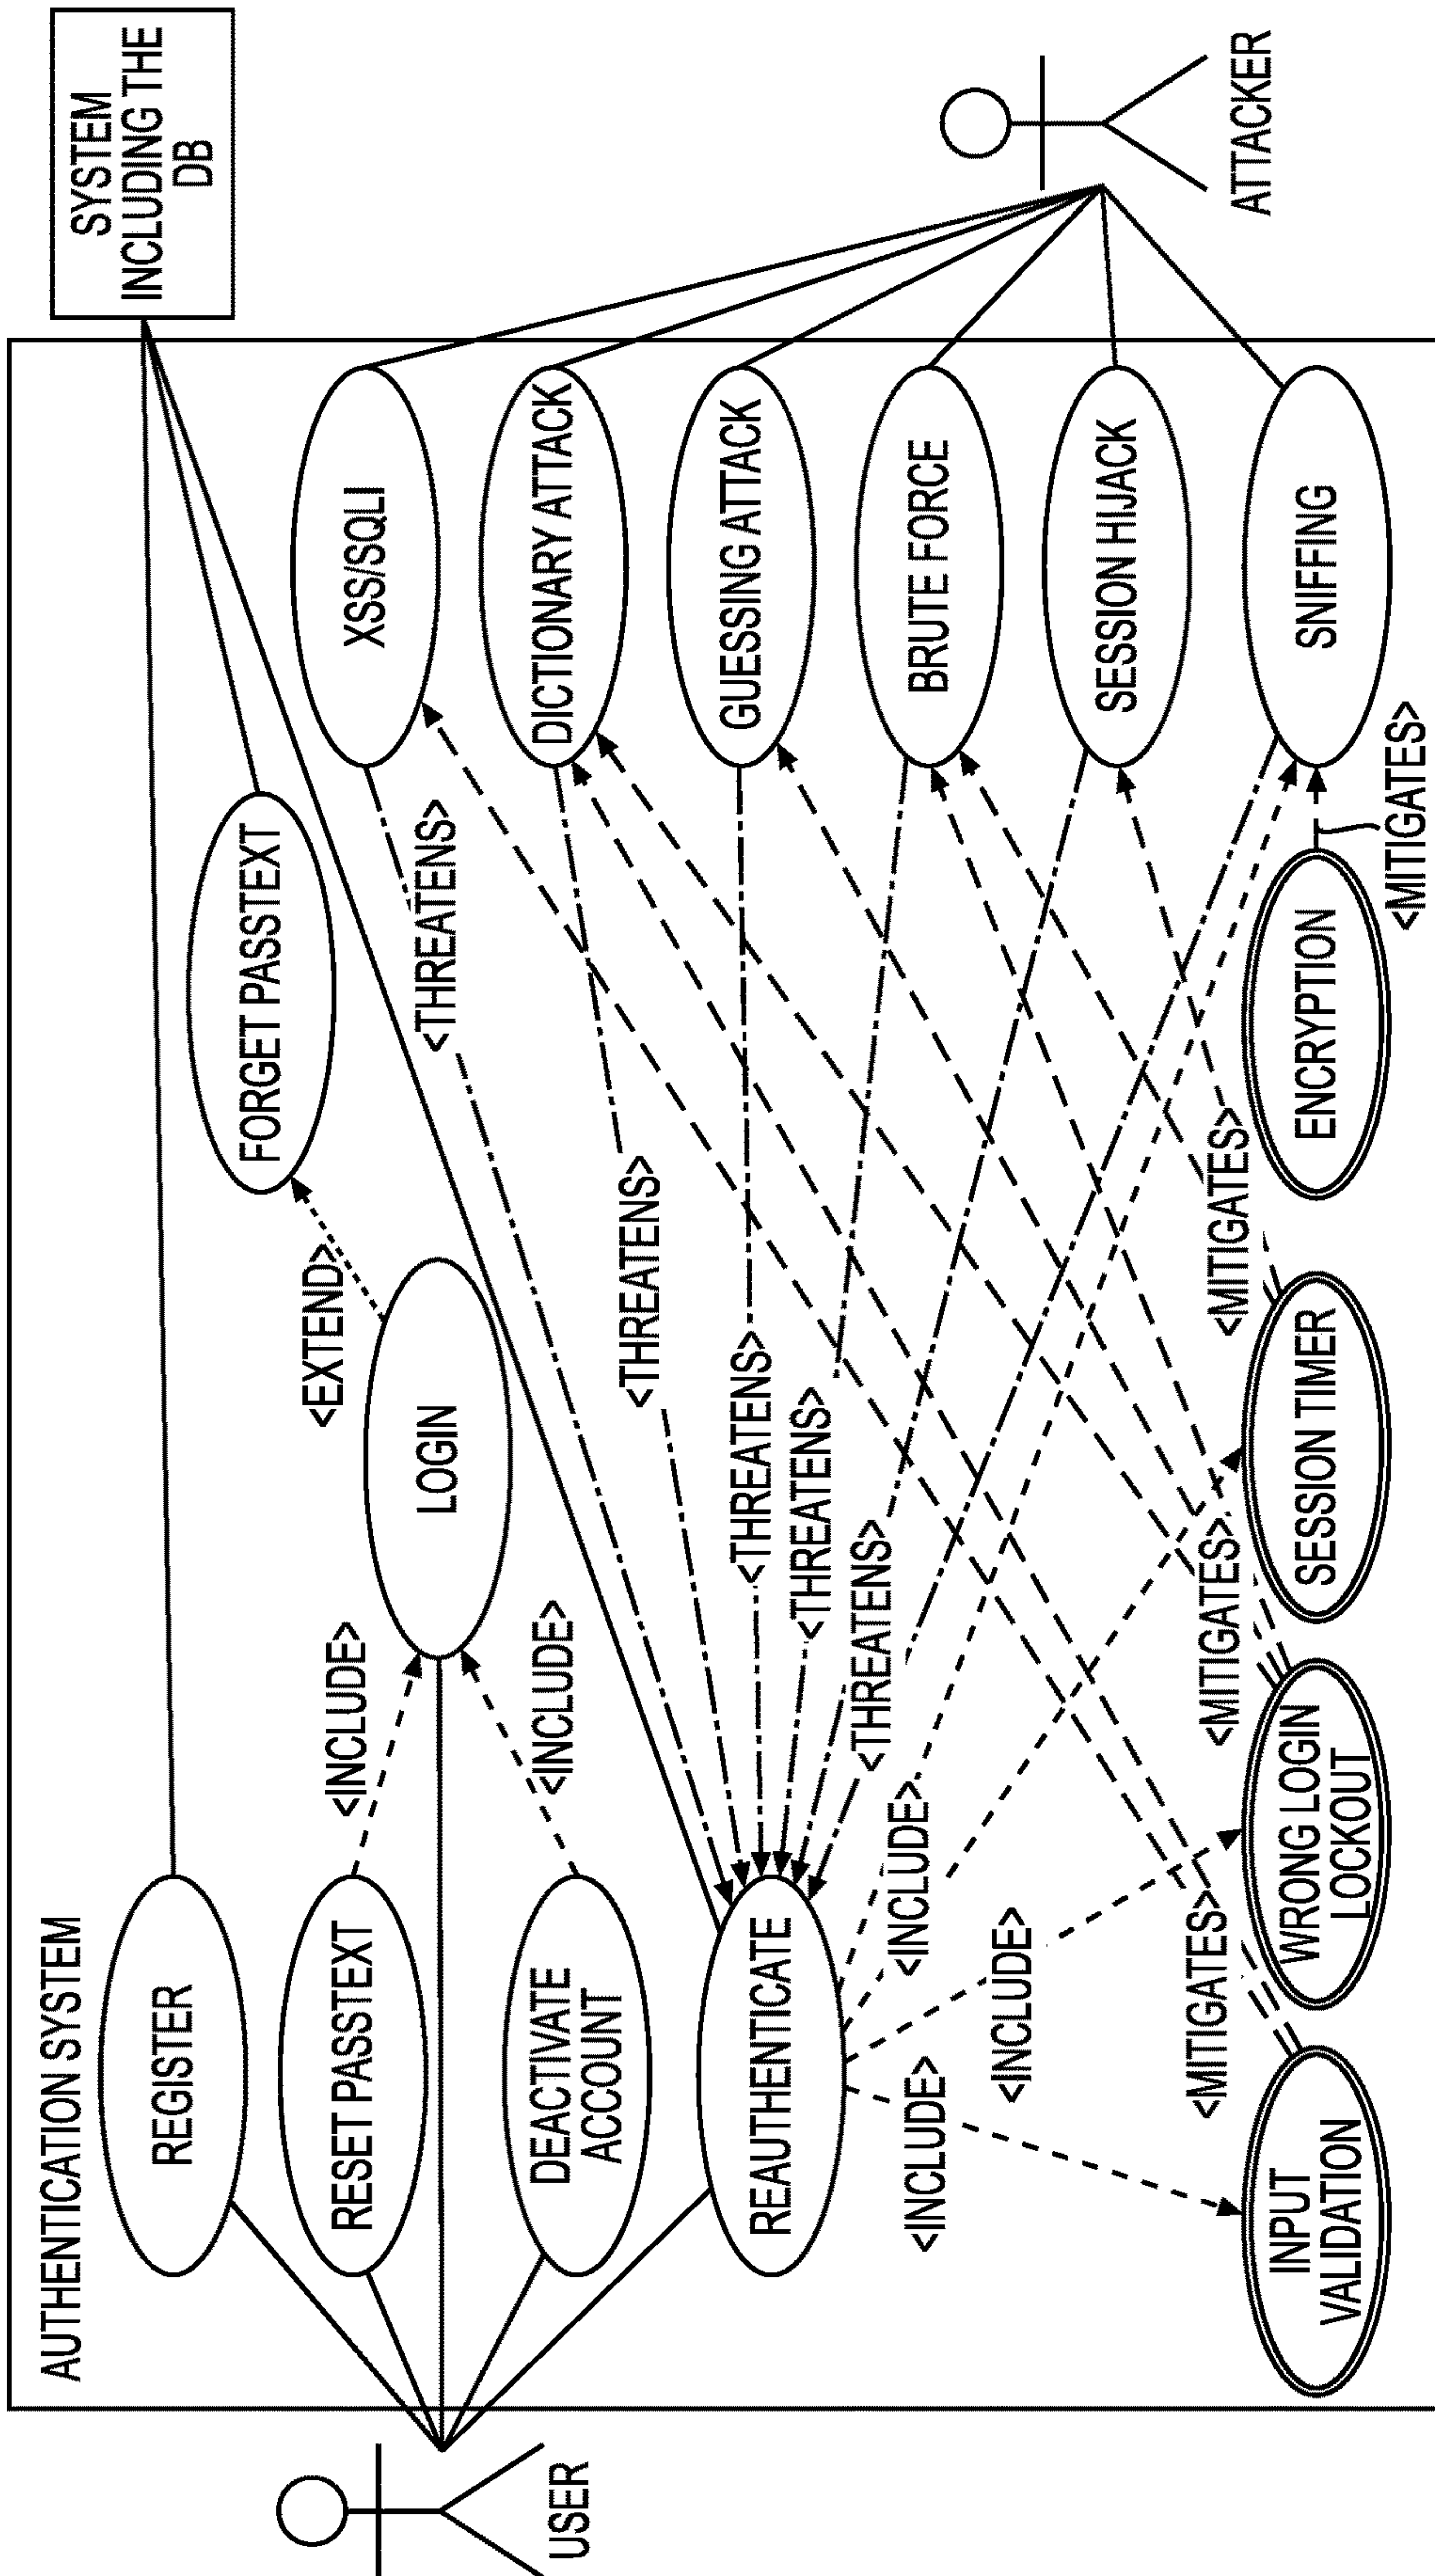 SYSTEM
INCLUDING THE
DB
AUTHENTICATION SYSTEM
REGISTER
FORGET PASSTEXT
<EXTEND>
RESET PASSTEXT
<INCLUDE>
LOGIN
<INCLUDE>
DEACTIVATE
ACCOUNT
REAUTHENTICATE
USER
XSS/SQLI
<THREATENS>
DICTIONARY ATTACK
<THREATENS>
GUESSING ATTACK
<THREATENS>
BRUTE FORCE
<THREATENS>
SESSION HIJACK
<THREATENS>
SNIFFING
ATTACKER
<INCLUDE>
<INCLUDE>
<INCLUDE>
<MITIGATES>
<MITIGATES>
<MITIGATES>
<MITIGATES>
INPUT
VALIDATION
WRONG LOGIN
LOCKOUT
SESSION TIMER
ENCRYPTION